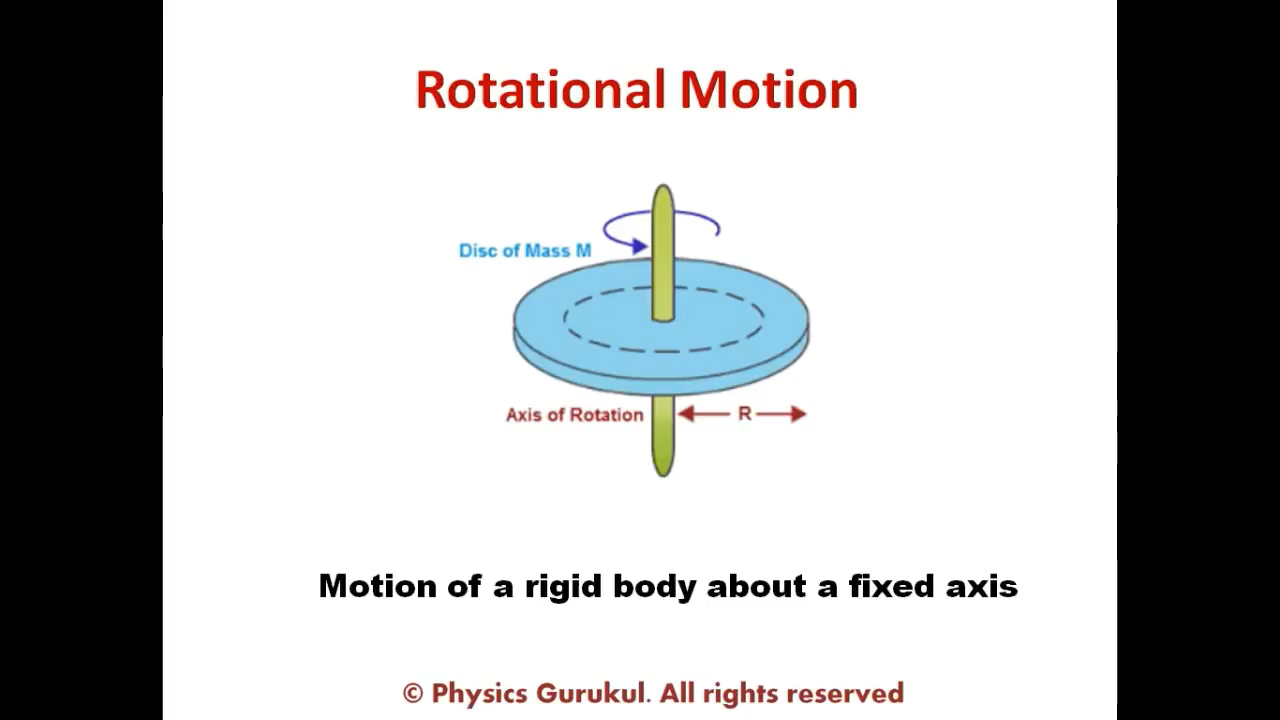 Rotational Motion
Disc of Mass M
Axis of Rotation
R
Motion of a rigid body about a fixed axis
© Physics Gurukul. All rights reserved